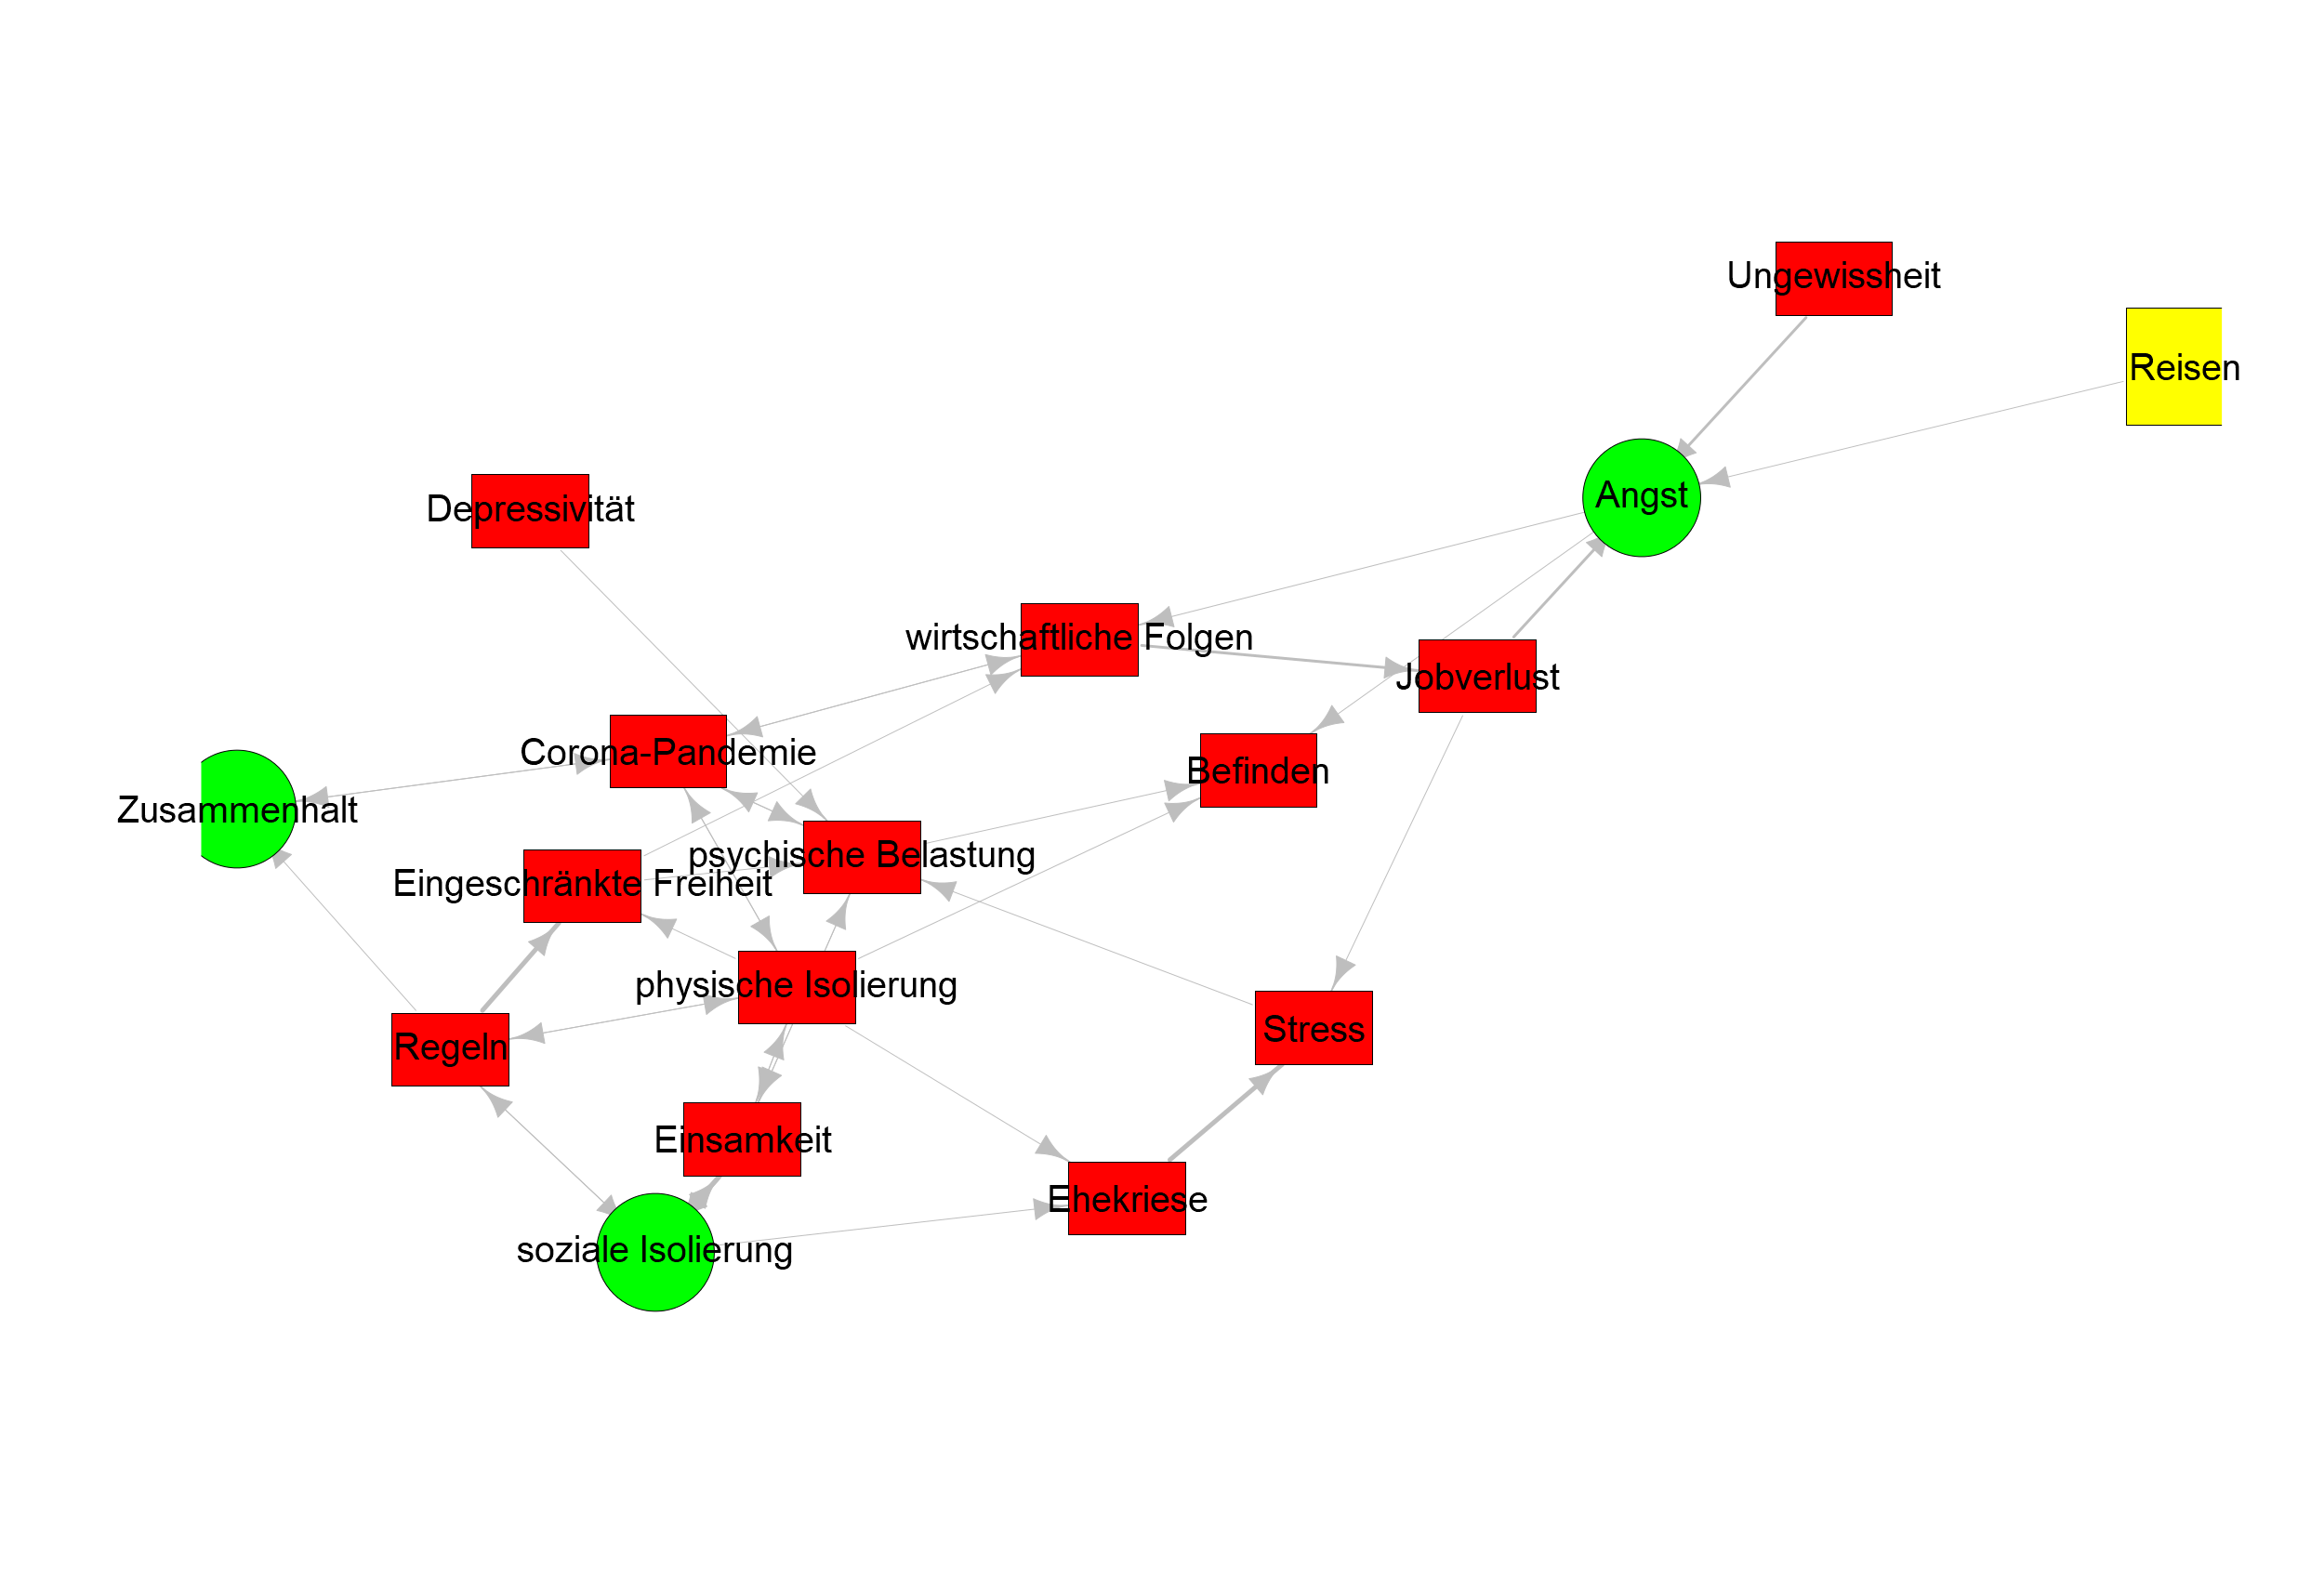 Ungewissheit
Reisen
Angst
Depressivität
wirtschaftliche Folgen
Jobverlust
Corona-Pandemie
Befinden
Zusammenhalt
psychische Belastung
Eingeschränkte Freiheit
physische Isolierung
Stress
Regeln
Einsamkeit
Ehekriese
soziale Isolierung